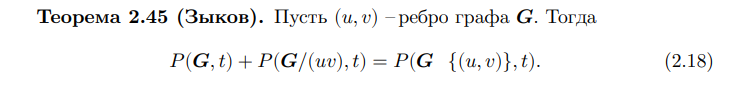 Теорема 2.45 (Зыков). Пусть (u, v) – ребро графа G. Тогда
P(G, t) + P(G/(uv), t) = P(G {(u, v)}, t). (2.18)